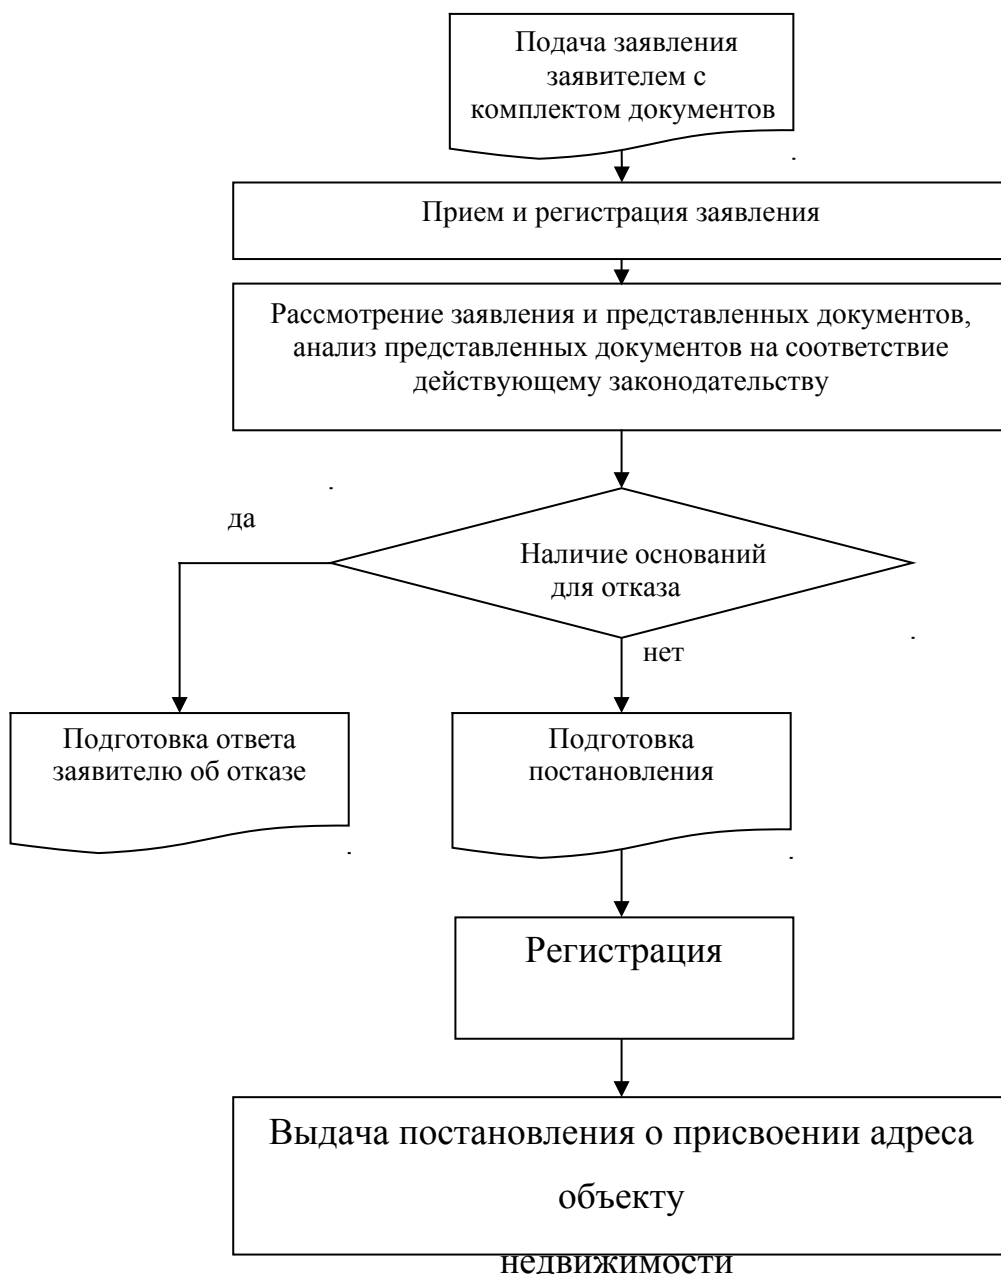 Подача заявления
заявителем с
комплектом документов
Прием и регистрация заявления
Рассмотрение заявления и представленных документов,
анализ представленных документов на соответствие
действующему законодательству
да
Наличие оснований
для отказа
нет
Подготовка ответа
заявителю об отказе
Подготовка
постановления
Регистрация
Выдача постановления о присвоении адреса
объекту
недвижимости